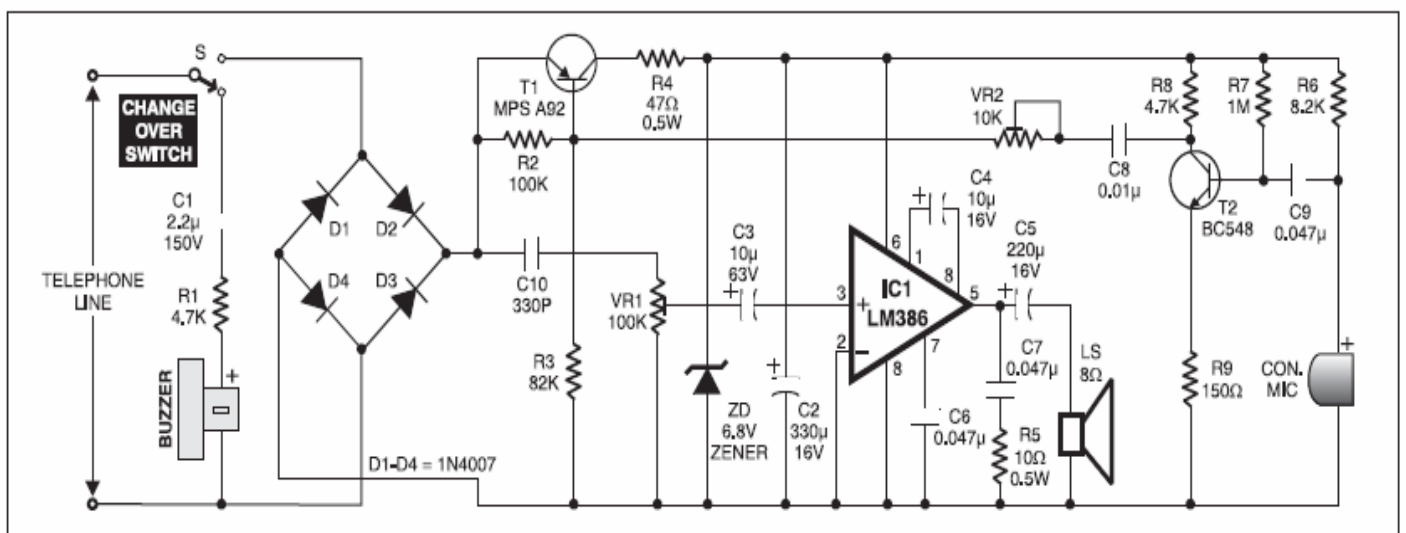 S
CHANGE
OVER
SWITCH
C1
2.2µ
150V
TELEPHONE
LINE
R1
4.7K
+
BUZZER
D1
D2
D4
D3
D1-D4 = 1N4007
T1
MPS A92
R4
47Ω
0.5W
R2
100K
C10
330P
VR1
100K
R3
82K
C3
10µ
63V
+
ZD
6.8V
ZENER
+
C2
330µ
16V
VR2
10K
C4
10µ
16V
+
6
1
8
3
+
IC1
LM386
5
2
−
7
8
C5
220µ
16V
+
C7
0.047µ
C6
0.047µ
R5
10Ω
0.5W
LS
8Ω
C8
0.01µ
R8
4.7K
R7
1M
R6
8.2K
T2
BC548
C9
0.047µ
R9
150Ω
+
CON.
MIC